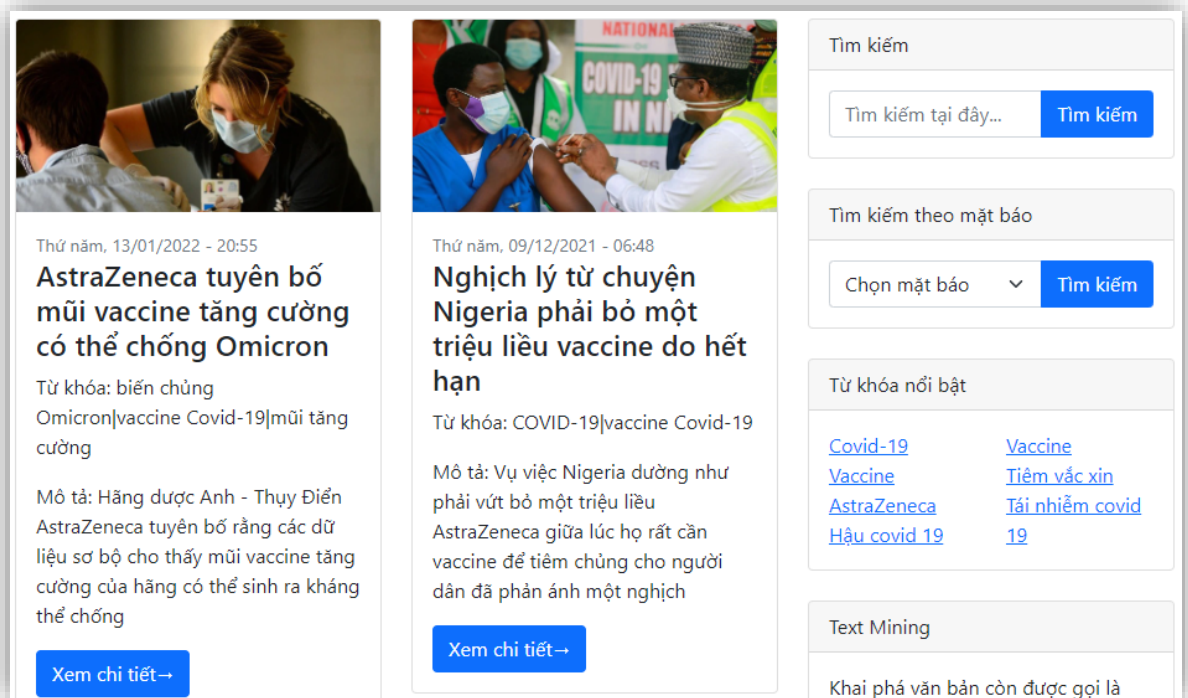 NATIONAL
COVID-19
IN NI
Thứ năm, 13/01/2022 - 20:55
AstraZeneca tuyên bố
mũi vaccine tăng cường
có thể chống Omicron
Từ khóa: biến chủng
Omicron|vaccine Covid-19|mũi tăng
cường
Mô tả: Hãng dược Anh - Thụy Điển
AstraZeneca tuyên bố rằng các dữ
liệu sơ bộ cho thấy mũi vaccine tăng
cường của hãng có thể sinh ra kháng
thể chống
Xem chi tiết→
Thứ năm, 09/12/2021 - 06:48
Nghịch lý từ chuyện
Nigeria phải bỏ một
triệu liều vaccine do hết
hạn
Từ khóa: COVID-19|vaccine Covid-19
Mô tả: Vụ việc Nigeria dường như
phải vứt bỏ một triệu liều
AstraZeneca giữa lúc họ rất cần
vaccine để tiêm chủng cho người
dân đã phản ánh một nghịch
Xem chi tiết→
Tìm kiếm
Tìm kiếm tại đây... Tìm kiếm
Tìm kiếm theo mặt báo
Chọn mặt báo Tìm kiếm
Từ khóa nổi bật
Covid-19
Vaccine
AstraZeneca
Hậu covid 19
Vaccine
Tiêm vắc xin
Tái nhiễm covid
19
Text Mining
Khai phá văn bản còn được gọi là